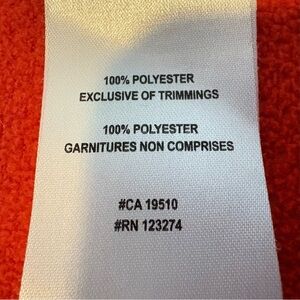 100% POLYESTER
EXCLUSIVE OF TRIMMINGS
100% POLYESTER
GARNITURES NON COMPRISES
#CA 19510
#RN 123274